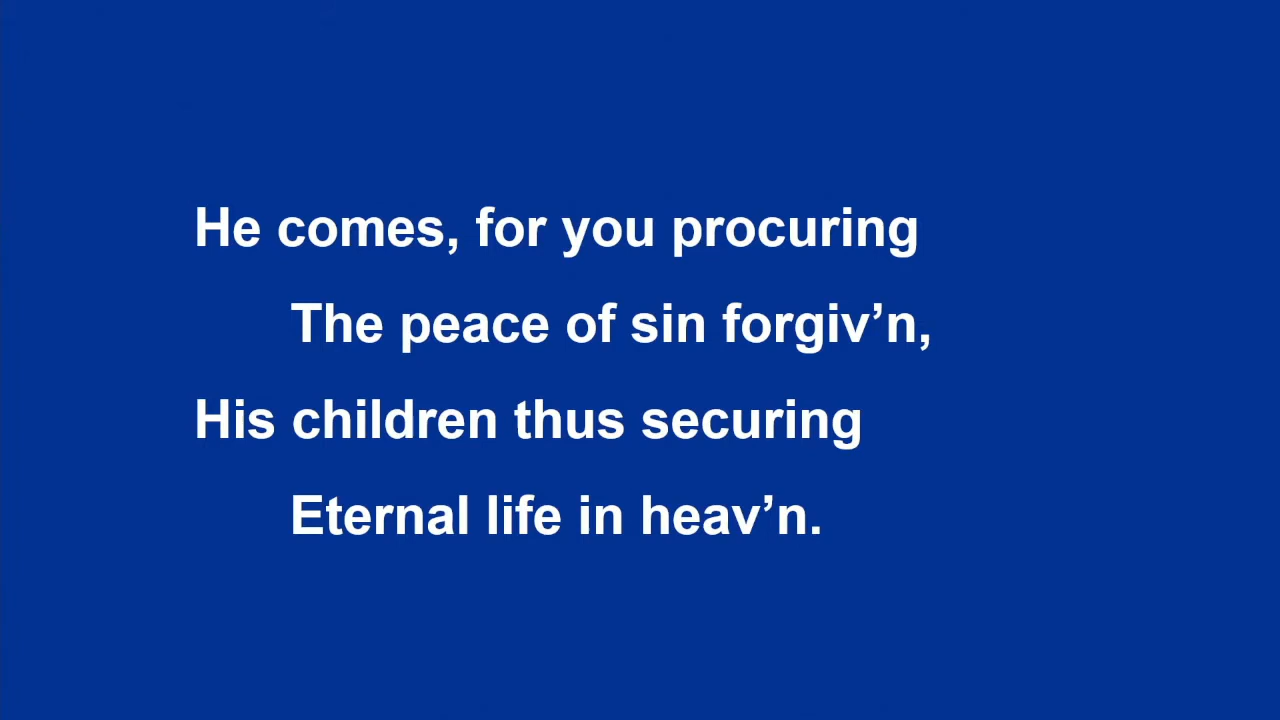 He comes, for you procuring
The peace of sin forgiv’n,
His children thus securing
Eternal life in heav’n.